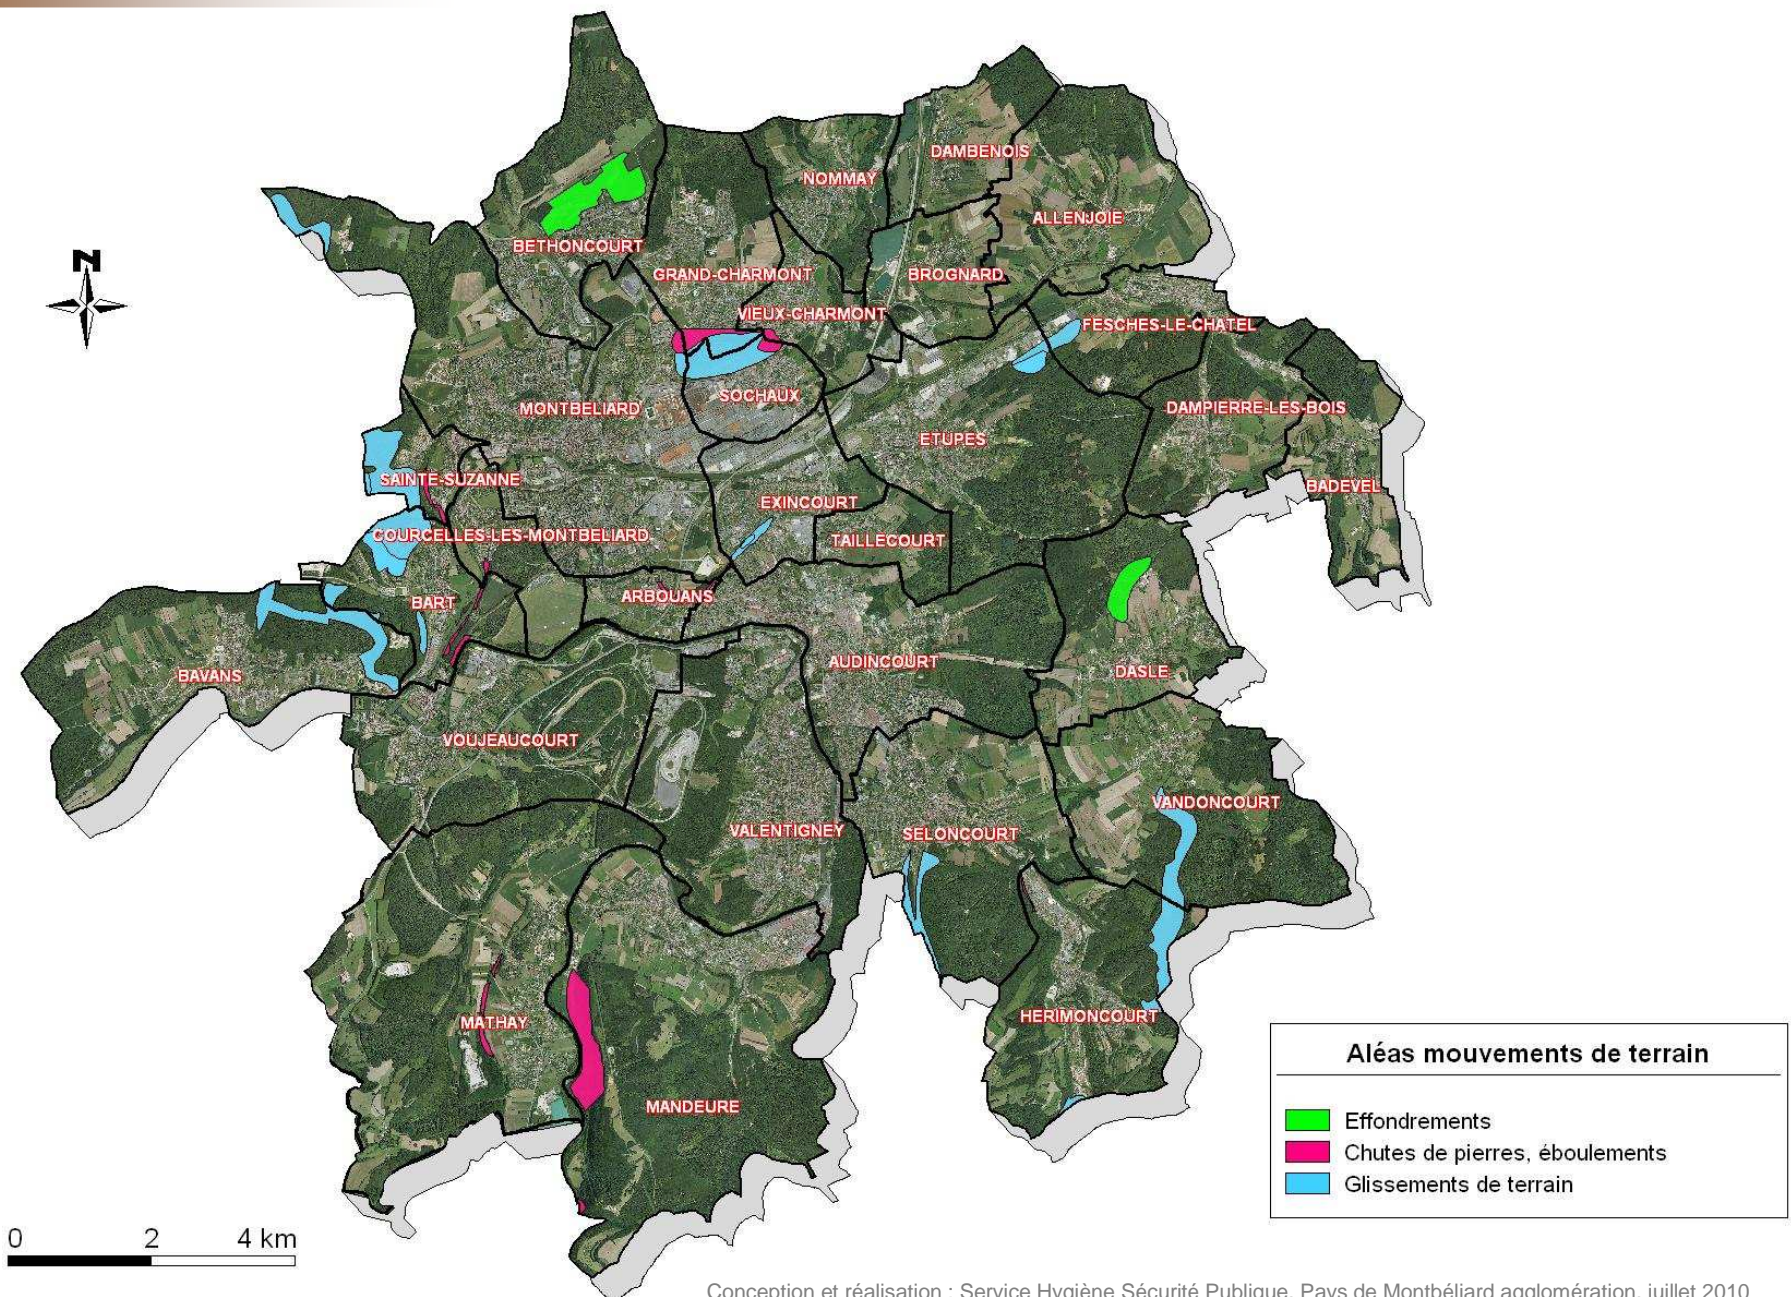 DAMBENOIS
NOMMAY
ALLENJOIE
BETHONCOURT
GRAND-CHARMONT
BROGNARD
VIEUX-CHARMONT
FESCHES-LE-CHATEL
N
SOCHAUX
MONTBELIARD
DAMPIERRE-LES-BOIS
ETUPES
SAINTE-SUZANNE
BADEVEL
EXINCOURT
COURCELLES-LES-MONTBELIARD
TAILLECOURT
ARBOUANS
BART
AUDINCOURT
DASLE
BAVANS
VOUJEAUCOURT
VANDONCOURT
VALENTIGNEY
SELONCOURT
HERIMONCOURT
MATHAY
MANDEURE
Aléas mouvements de terrain
Effondrements
Chutes de pierres, éboulements
Glissements de terrain
0 2 4 km
Conception et réalisation : Service Hygiène Sécurité Publique, Pays de Montbéliard agglomération, juillet 2010